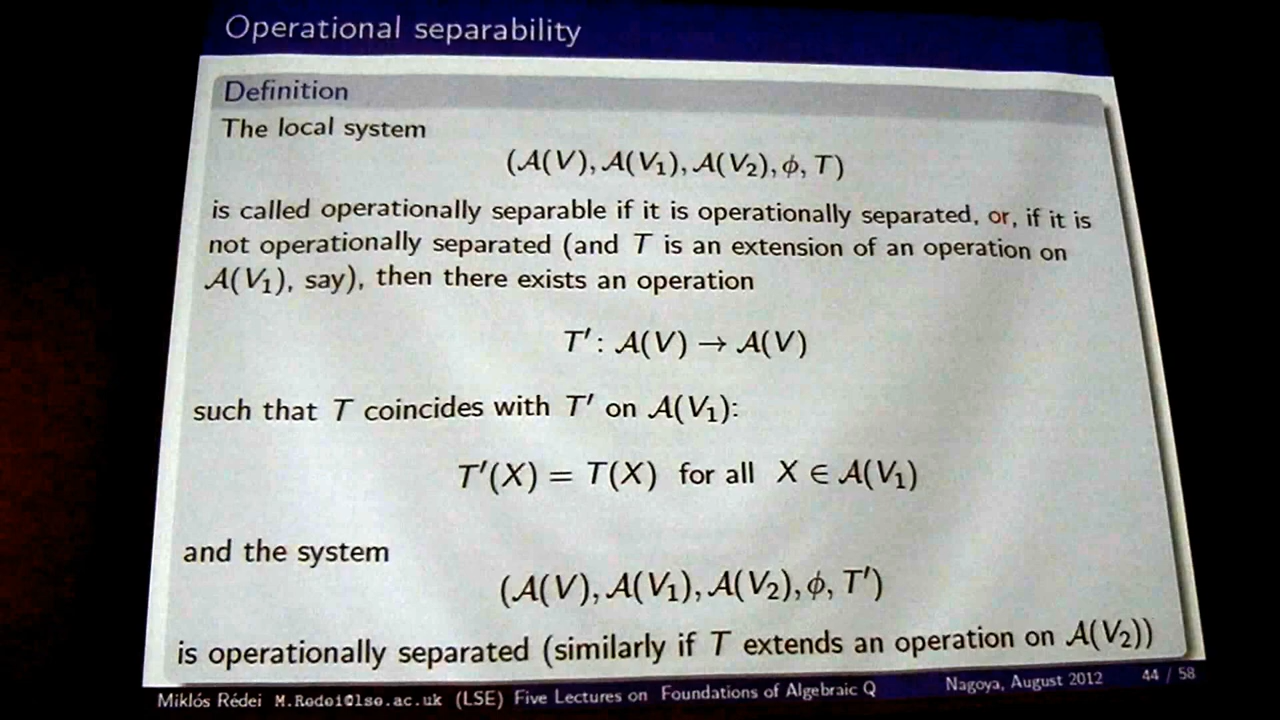 Operational separability
Definition
The local system
(𝒜(V), 𝒜(V₁), 𝒜(V₂), ϕ, T)
is called operationally separable if it is operationally separated, or, if it is
not operationally separated (and T is an extension of an operation on
𝒜(V₁), say), then there exists an operation
T′: 𝒜(V) → 𝒜(V)
such that T coincides with T′ on 𝒜(V₁):
T′(X) = T(X) for all X ∈ 𝒜(V₁)
and the system
(𝒜(V), 𝒜(V₁), 𝒜(V₂), ϕ, T′)
is operationally separated (similarly if T extends an operation on 𝒜(V₂))
Miklós Rédei M.Redei@lse.ac.uk (LSE) Five Lectures on Foundations of Algebraic Q Nagoya, August 2012 44 / 58